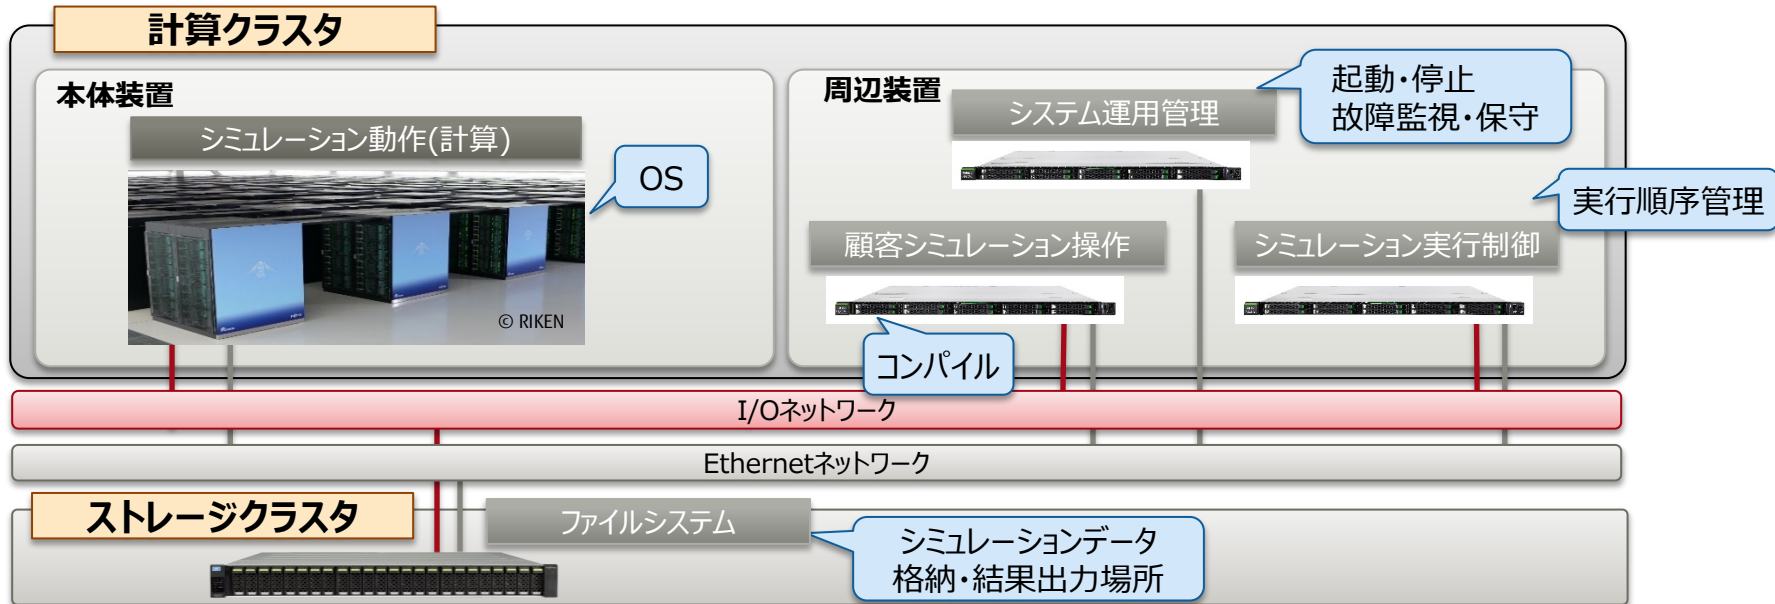 計算クラスタ
本体装置
シミュレーション動作(計算)
OS
© RIKEN
周辺装置
システム運用管理
起動・停止
故障監視・保守
実行順序管理
顧客シミュレーション操作
シミュレーション実行制御
コンパイル
I/Oネットワーク
Ethernetネットワーク
ストレージクラスタ
ファイルシステム
シミュレーションデータ
格納・結果出力場所